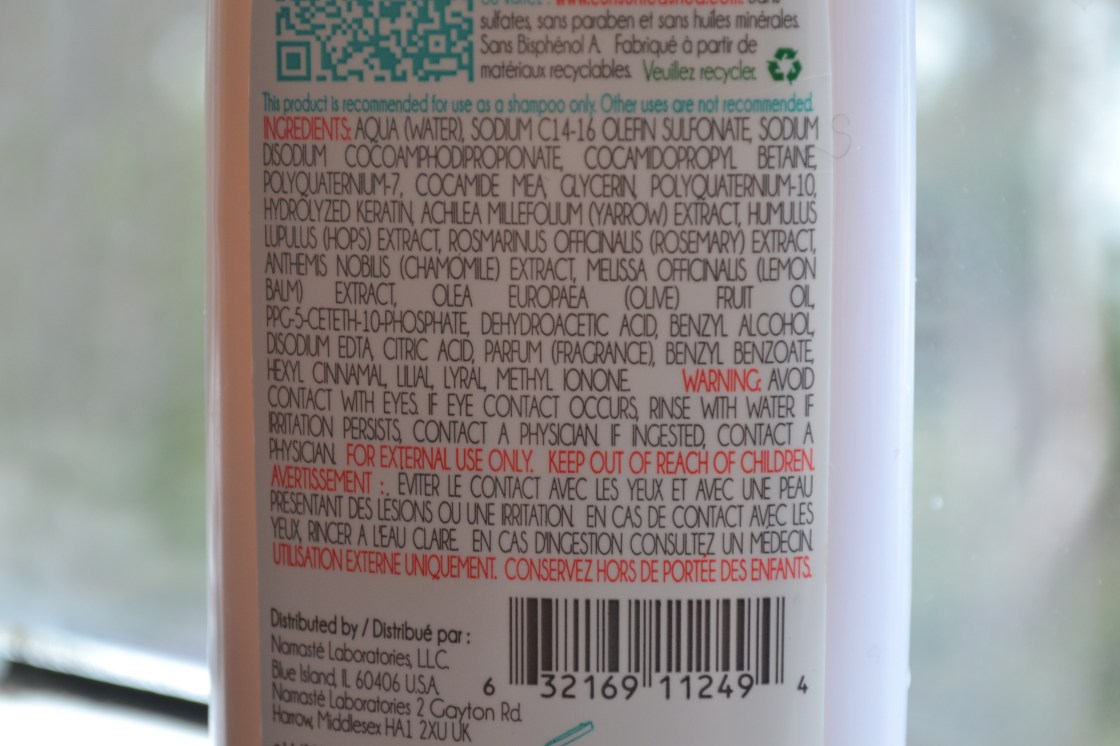 sulfates, sans paraben et sans huiles minérales.
Sans Bisphénol A. Fabriqué à partir de
matériaux recyclables. Veuillez recycler.
This product is recommended for use as a shampoo only. Other uses are not recommended.
INGREDIENTS: AQUA (WATER), SODIUM C14-16 OLEFIN SULFONATE, SODIUM
DISODIUM COCOAMPHODIPROPIONATE, COCAMIDOPROPYL BETAINE,
POLYQUATERNIUM-7, COCAMIDE MEA, GLYCERIN, POLYQUATERNIUM-10,
HYDROLYZED KERATIN, ACHILEA MILLEFOLIUM (YARROW) EXTRACT, HUMULUS
LUPULUS (HOPS) EXTRACT, ROSMARINUS OFFICINALIS (ROSEMARY) EXTRACT,
ANTHEMIS NOBILIS (CHAMOMILE) EXTRACT, MELISSA OFFICINALIS (LEMON
BALM) EXTRACT, OLEA EUROPAEA (OLIVE) FRUIT OIL,
PPG-5-CETETH-10-PHOSPHATE, DEHYDROACETIC ACID, BENZYL ALCOHOL,
DISODIUM EDTA, CITRIC ACID, PARFUM (FRAGRANCE), BENZYL BENZOATE,
HEXYL CINNAMAL, LILIAL, LYRAL, METHYL IONONE. WARNING: AVOID
CONTACT WITH EYES. IF EYE CONTACT OCCURS, RINSE WITH WATER IF
IRRITATION PERSISTS, CONTACT A PHYSICIAN. IF INGESTED, CONTACT A
PHYSICIAN. FOR EXTERNAL USE ONLY. KEEP OUT OF REACH OF CHILDREN.
AVERTISSEMENT :. EVITER LE CONTACT AVEC LES YEUX ET AVEC UNE PEAU
PRESENTANT DES LESIONS OU UNE IRRITATION. EN CAS DE CONTACT AVEC LES
YEUX, RINCER A L'EAU CLAIRE. EN CAS D'INGESTION CONSULTEZ UN MÉDECIN.
UTILISATION EXTERNE UNIQUEMENT. CONSERVEZ HORS DE PORTÉE DES ENFANTS.
Distributed by / Distribué par :
Namasté Laboratories, LLC.
Blue Island, IL 60406 U.S.A.
Namasté Laboratories 2 Gayton Rd.
Harrow, Middlesex HA1 2XU UK
6 32169 11249 4